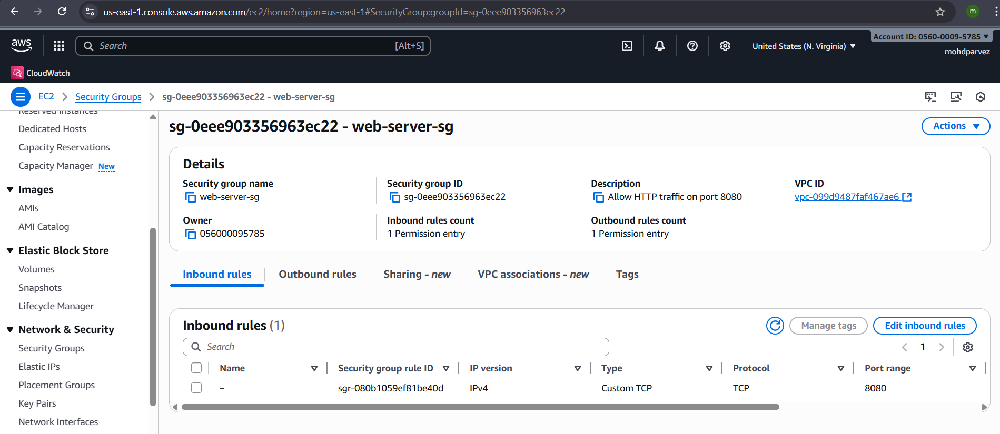 us-east-1.console.aws.amazon.com/ec2/home?region=us-east-1#SecurityGroup:groupId=sg-0eee903356963ec22
m
aws
Search
[Alt+S]
United States (N. Virginia)
Account ID: 0560-0009-5785
mohdparvez
CloudWatch
EC2
Security Groups
sg-0eee903356963ec22 - web-server-sg
Reserved Instances
Dedicated Hosts
Capacity Reservations
Capacity Manager New
Images
AMIs
AMI Catalog
Elastic Block Store
Volumes
Snapshots
Lifecycle Manager
Network & Security
Security Groups
Elastic IPs
Placement Groups
Key Pairs
Network Interfaces
sg-0eee903356963ec22 - web-server-sg
Actions
Details
Security group name
web-server-sg
Security group ID
sg-0eee903356963ec22
Description
Allow HTTP traffic on port 8080
VPC ID
vpc-099d9487faf467ae6
Owner
056000095785
Inbound rules count
1 Permission entry
Outbound rules count
1 Permission entry
Inbound rules
Outbound rules
Sharing - new
VPC associations - new
Tags
Inbound rules (1)
Manage tags
Edit inbound rules
Search
1
Name Security group rule ID IP version Type Protocol Port range
– sgr-080b1059ef81be40d IPv4 Custom TCP TCP 8080